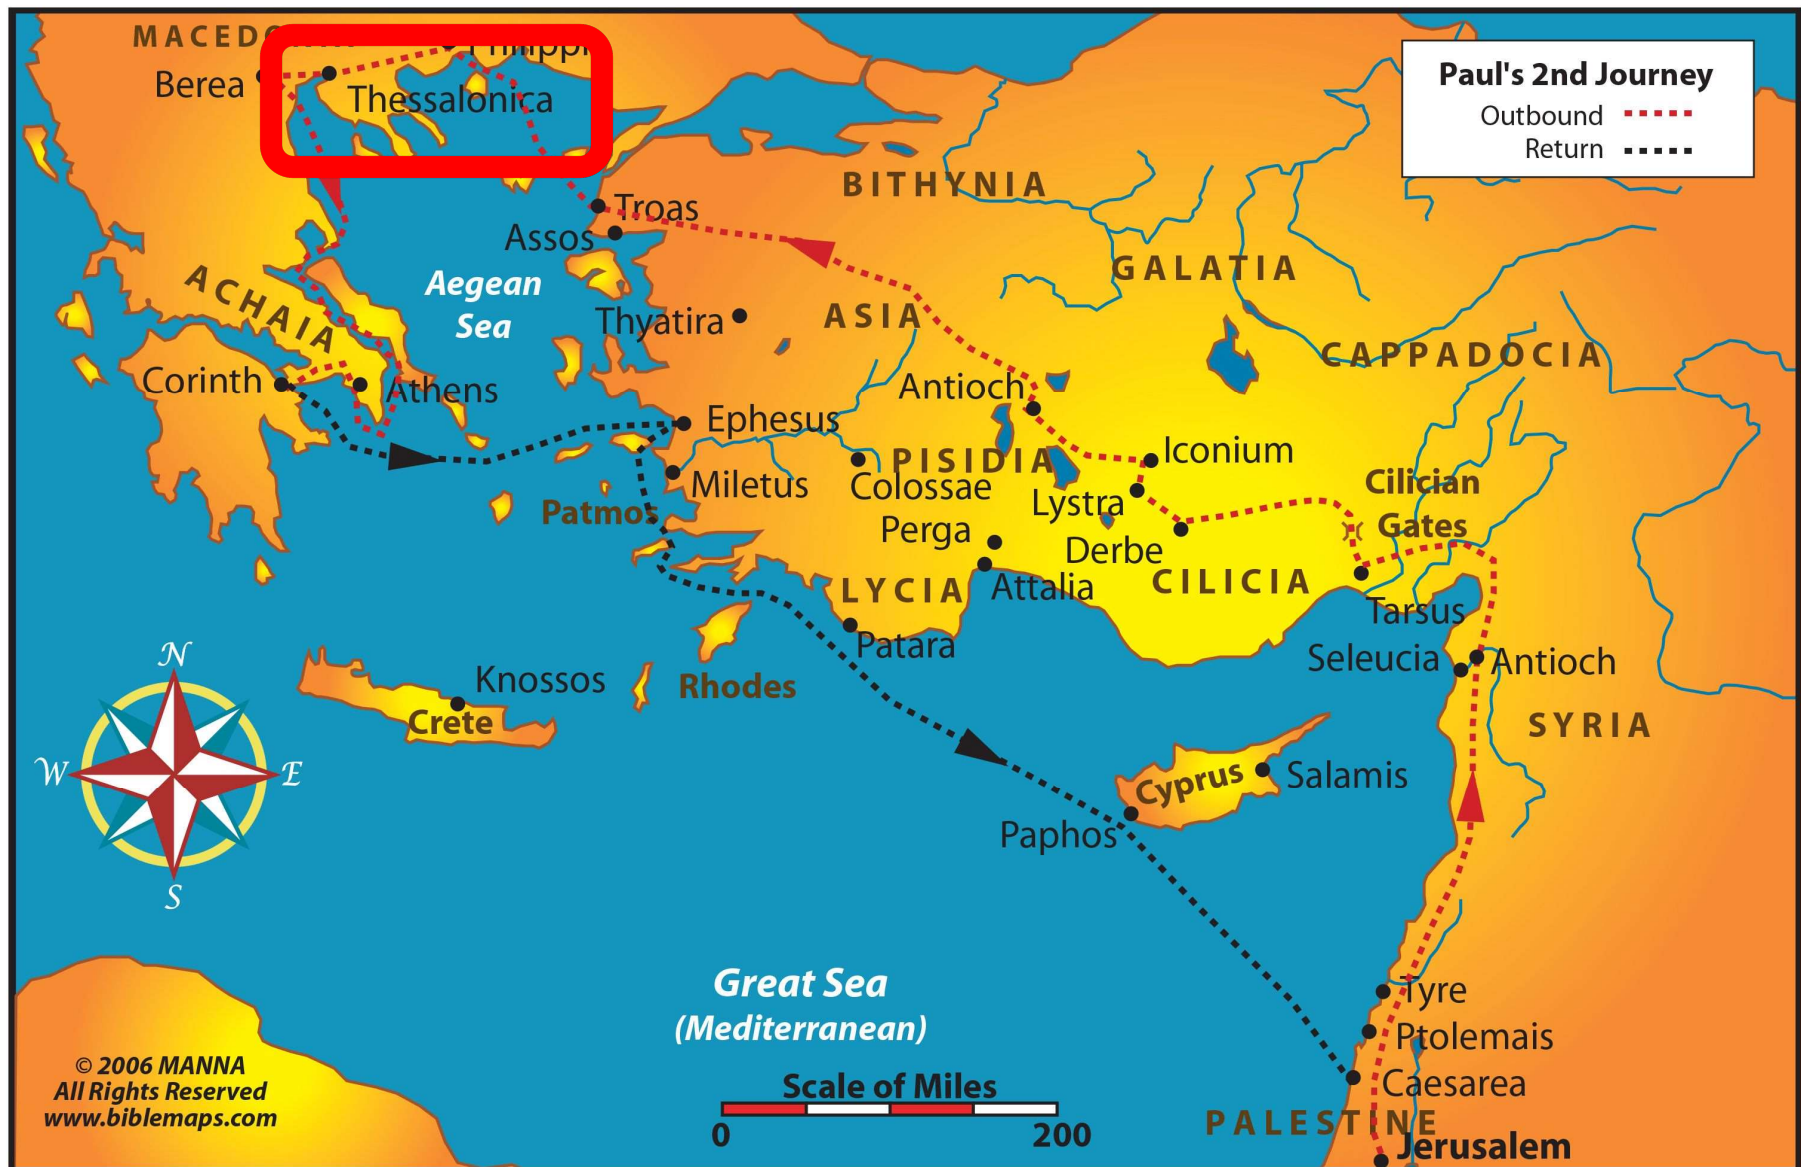 MACEDO
Philippi
Berea
Thessalonica
Paul's 2nd Journey
Outbound
Return
BITHYNIA
Troas
Assos
GALATIA
ACHAIA
Aegean
Sea
ASIA
Thyatira
CAPPADOCIA
Corinth
Athens
Antioch
Ephesus
Iconium
PISIDIA
Miletus
Colossae
Lystra
Cilician
Gates
Patmos
Perga
Derbe
LYCIA
Attalia
CILICIA
Tarsus
Patara
Seleucia
Antioch
N
Knossos
Rhodes
Crete
SYRIA
W
E
Cyprus
Salamis
Paphos
S
Great Sea
(Mediterranean)
Tyre
Ptolemais
© 2006 MANNA
All Rights Reserved
www.biblemaps.com
Scale of Miles
0
200
Caesarea
PALESTINE
Jerusalem